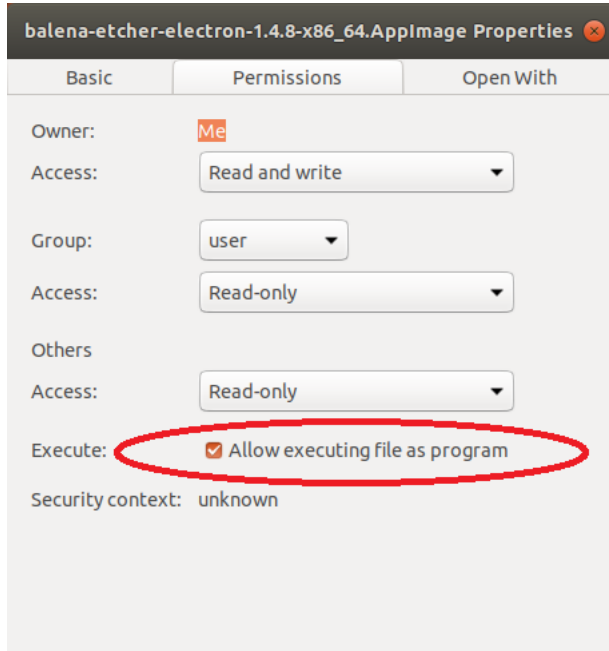 balena-etcher-electron-1.4.8-x86_64.AppImage Properties
Basic Permissions Open With
Owner: Me
Access: Read and write
Group: user
Access: Read-only
Others
Access: Read-only
Execute: Allow executing file as program
Security context: unknown